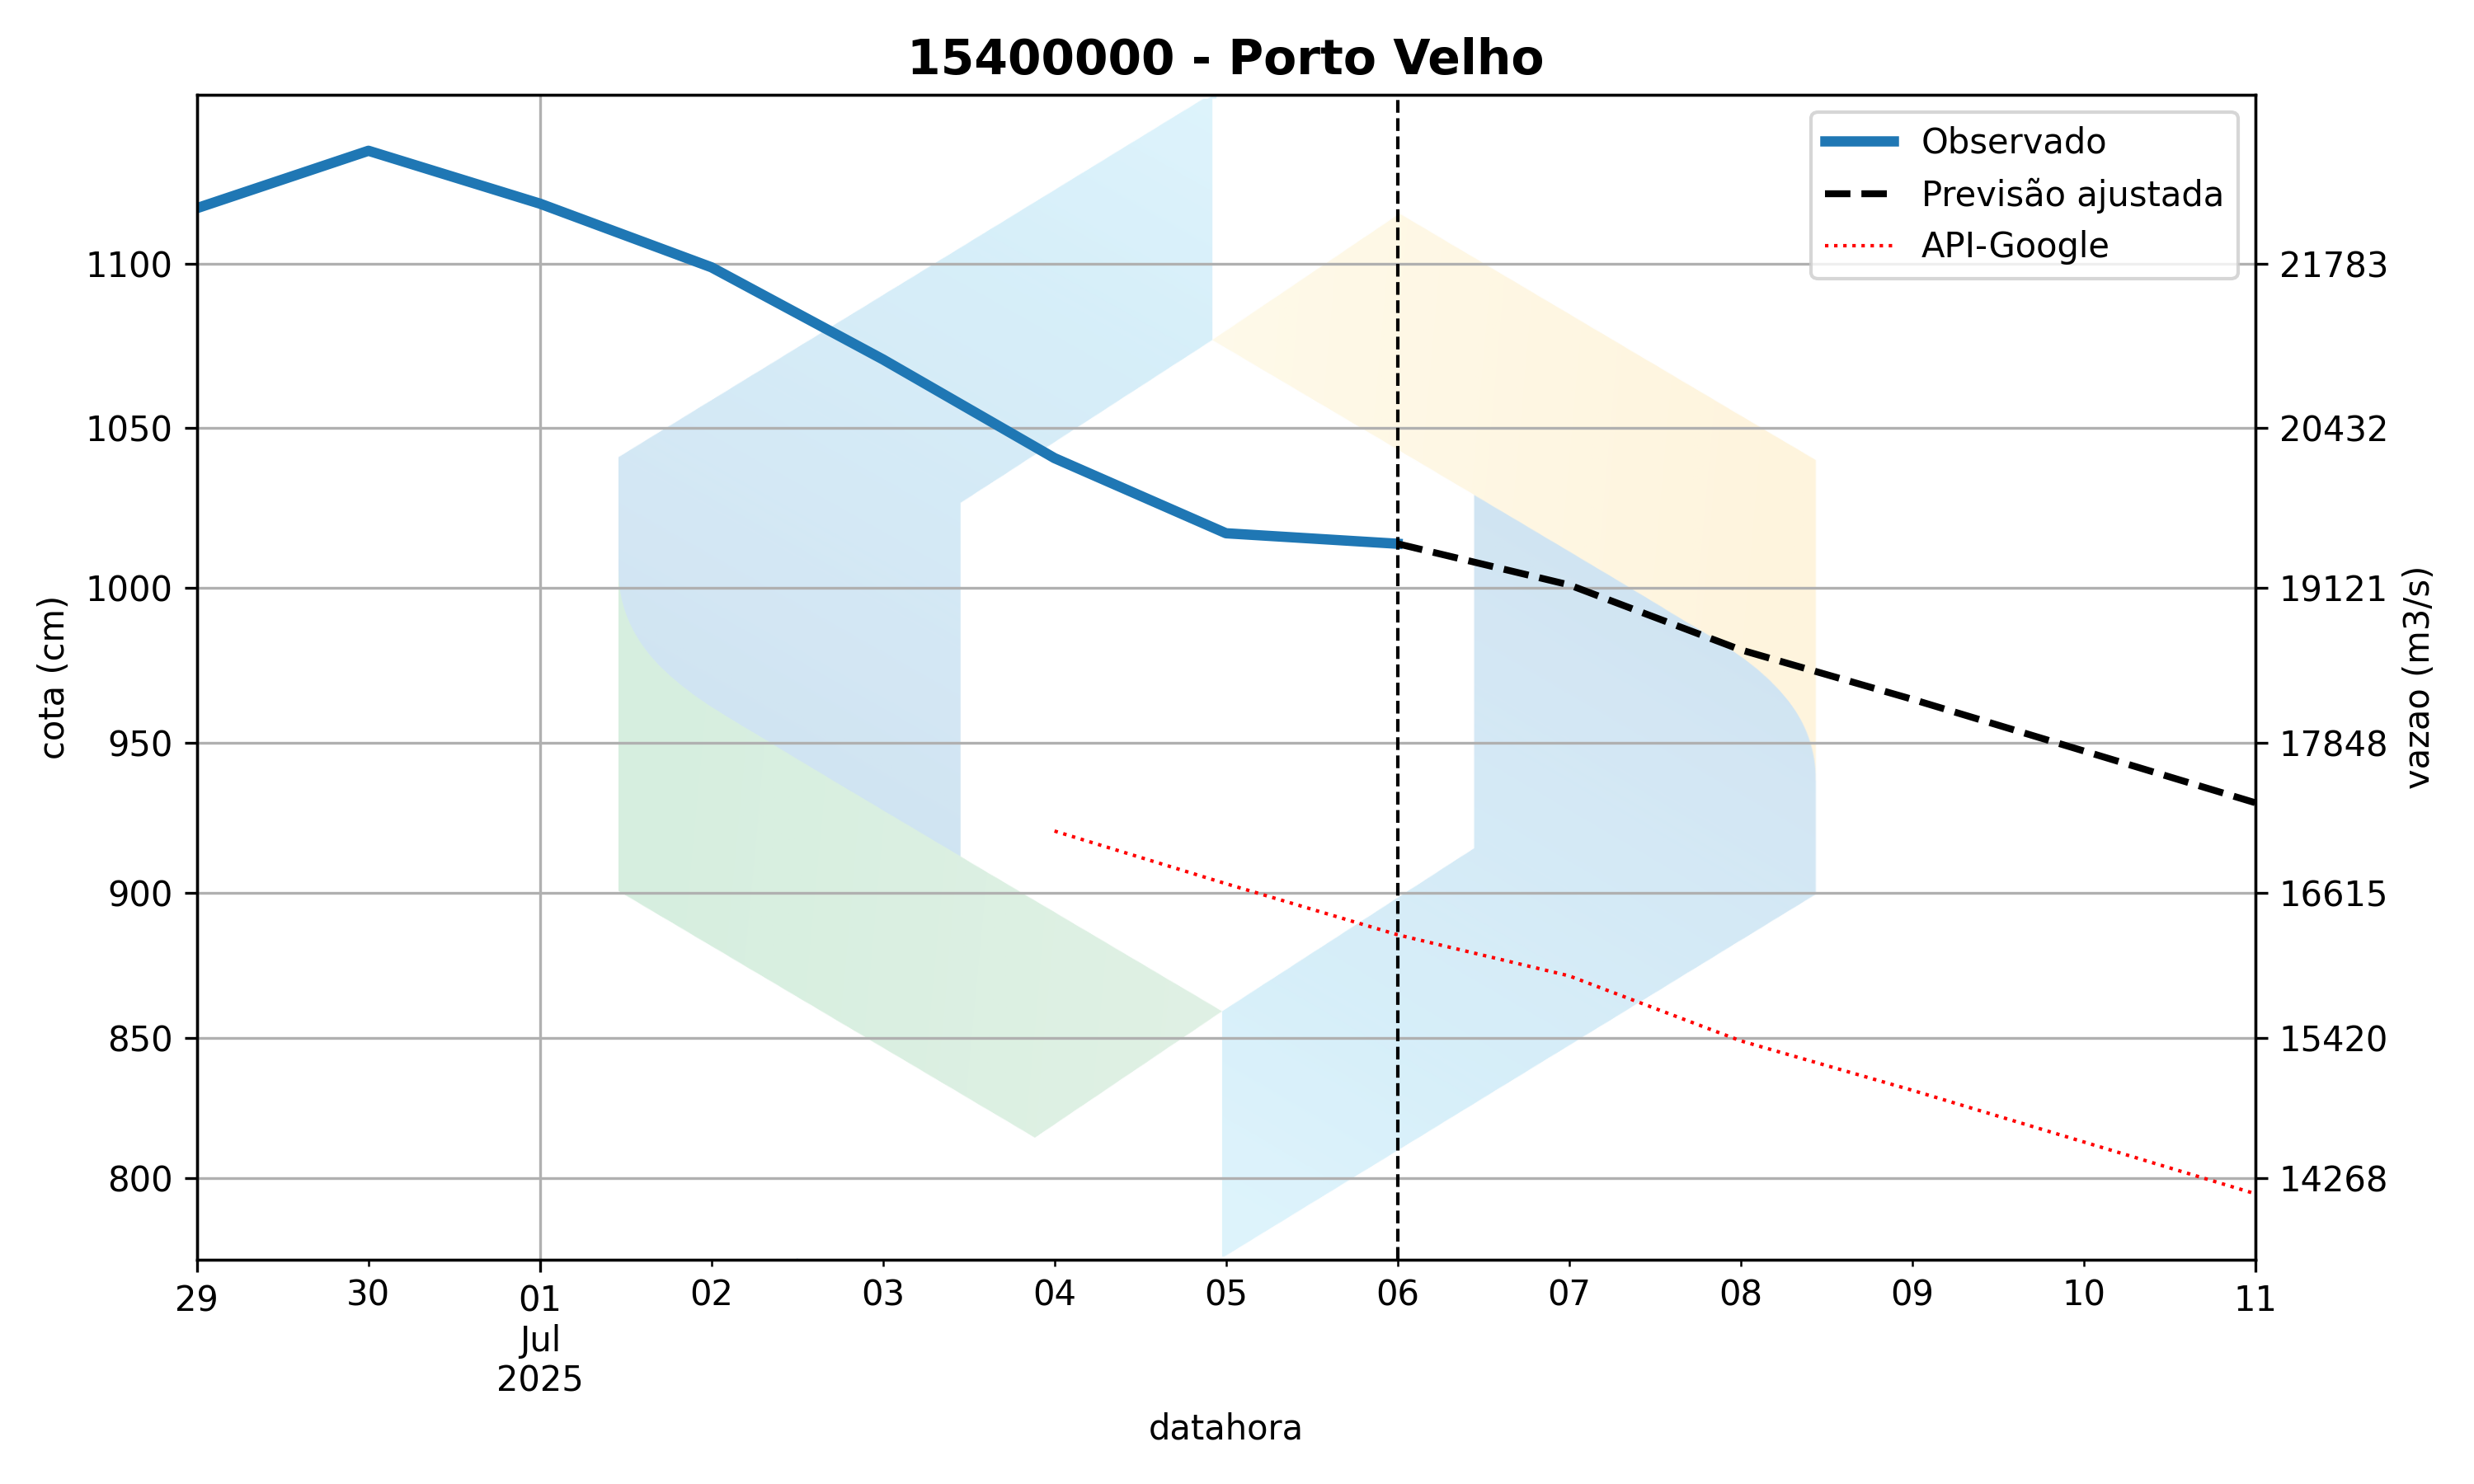 15400000 - Porto Velho
Observado
Previsão ajustada
API-Google
1100
1050
1000
950
900
850
800
cota (cm)
21783
20432
19121
17848
16615
15420
14268
vazao (m3/s)
29 30 01 02 03 04 05 06 07 08 09 10 11
Jul
2025
datahora